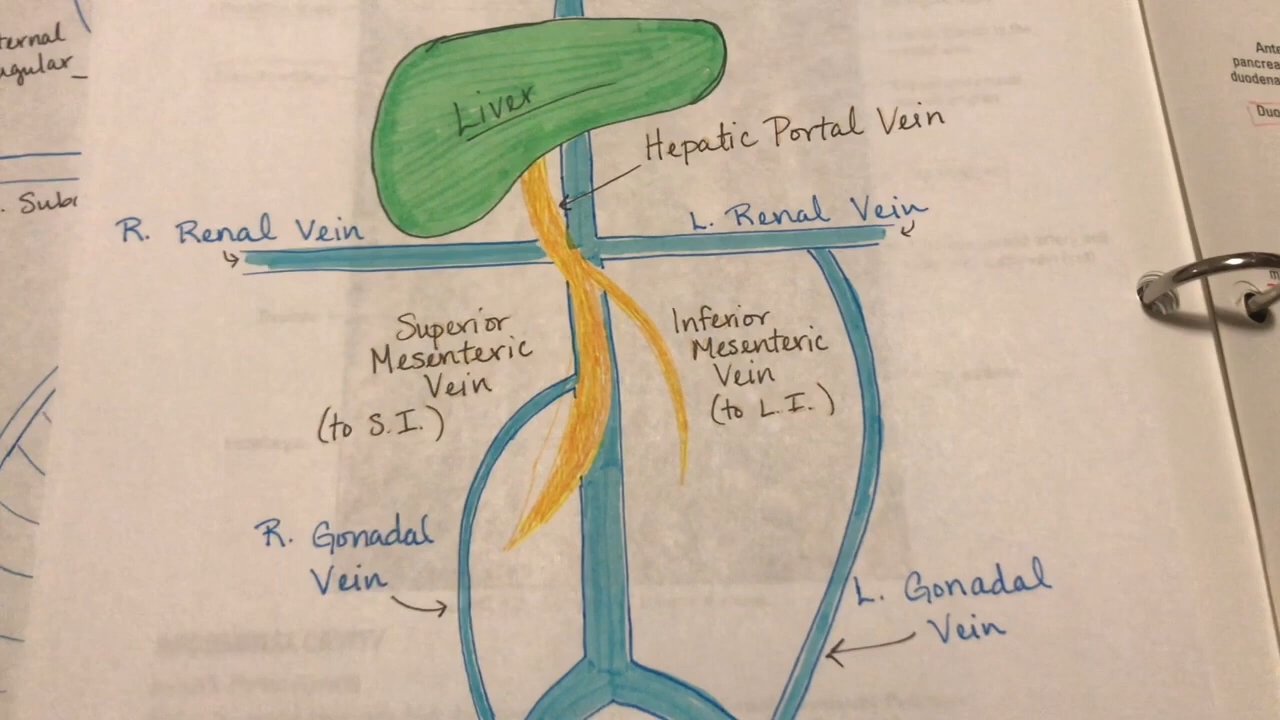 Liver
Hepatic Portal Vein
R. Renal Vein
L. Renal Vein
Superior
Mesenteric
Vein
(to S.I.)
Inferior
Mesenteric
Vein
(to L.I.)
R. Gonadal
Vein
L. Gonadal
Vein